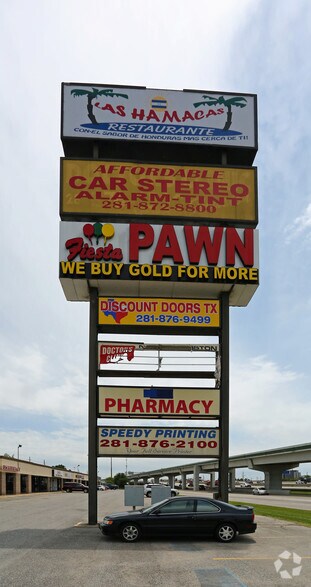 LAS HAMACAS
RESTAURANTE
CON EL SABOR DE HONDURAS MAS CERCA DE TI!
AFFORDABLE
CAR STEREO
ALARM-TINT
281-872-8800
Fiesta PAWN
WE BUY GOLD FOR MORE
DISCOUNT DOORS TX
281-876-9499
DOCTORS
PHARMACY
SPEEDY PRINTING
281-876-2100